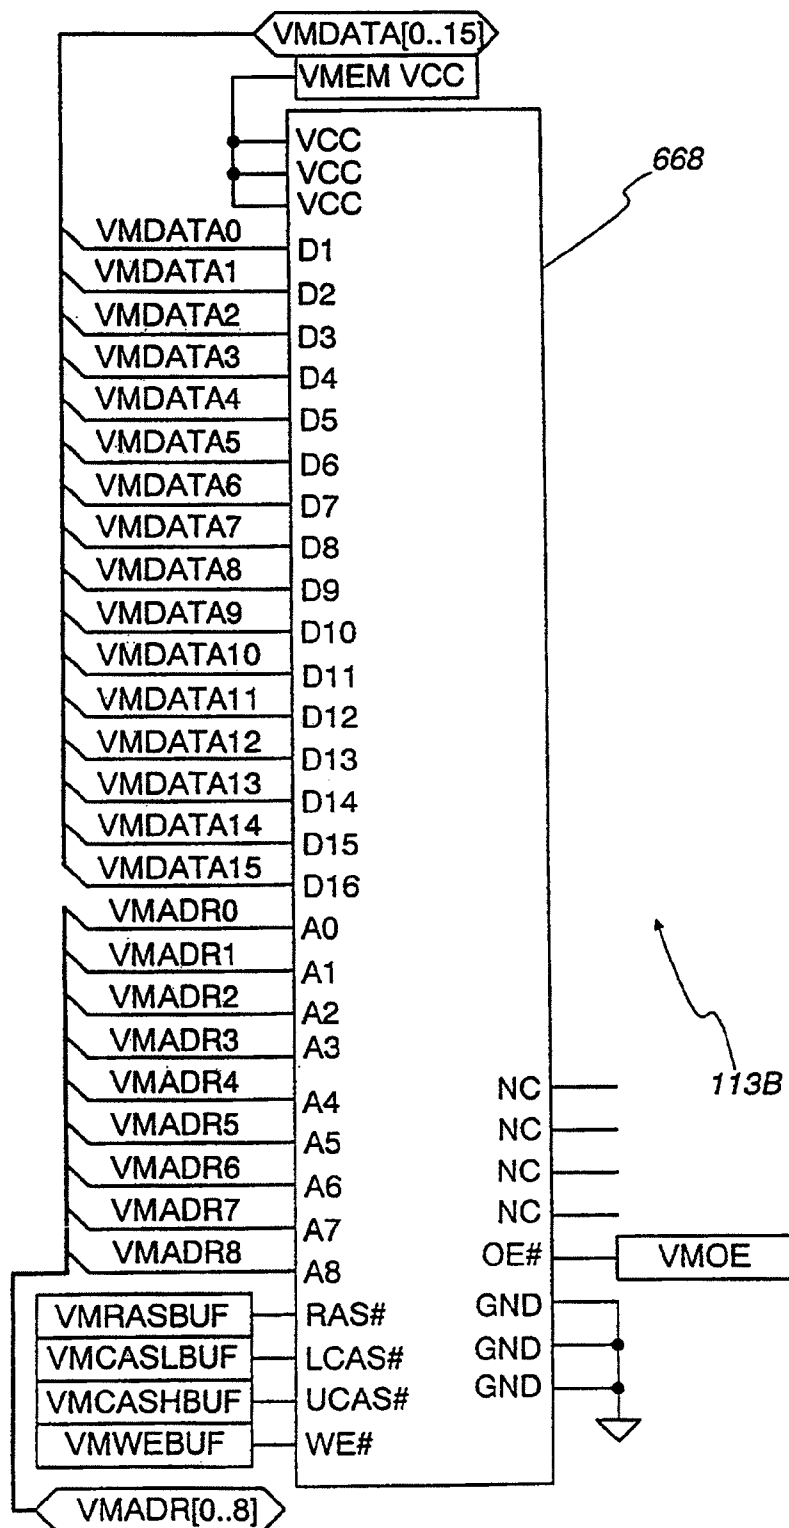 VMDATA[0..15]
VMEM VCC
VCC
VCC
VCC
668
VMDATA0 D1
VMDATA1 D2
VMDATA2 D3
VMDATA3 D4
VMDATA4 D5
VMDATA5 D6
VMDATA6 D7
VMDATA7 D8
VMDATA8 D9
VMDATA9 D10
VMDATA10 D11
VMDATA11 D12
VMDATA12 D13
VMDATA13 D14
VMDATA14 D15
VMDATA15 D16
VMADR0 A0
VMADR1 A1
VMADR2 A2
VMADR3 A3
113B
VMADR4 A4 NC
VMADR5 A5 NC
VMADR6 A6 NC
VMADR7 A7 NC
VMADR8 A8 OE# VMOE
VMRASBUF RAS# GND
VMCASLBUF LCAS# GND
VMCASHBUF UCAS# GND
VMWEBUF WE#
VMADR[0..8]